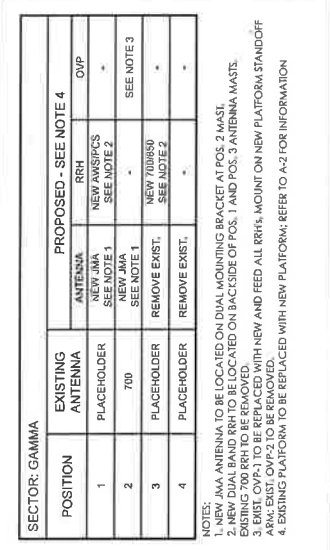 SECTOR: GAMMA
POSITION EXISTING ANTENNA PROPOSED - SEE NOTE 4
ANTENNA RRH OVP
1 PLACEHOLDER NEW JMA SEE NOTE 1 NEW AWS/PCS SEE NOTE 2 -
2 700 NEW JMA SEE NOTE 1 - SEE NOTE 3
3 PLACEHOLDER REMOVE EXIST. NEW 700/850 SEE NOTE 2 -
4 PLACEHOLDER REMOVE EXIST. - -
NOTES:
1. NEW JMA ANTENNA TO BE LOCATED ON DUAL MOUNTING BRACKET AT POS. 2 MAST.
2. NEW DUAL BAND RRH TO BE LOCATED ON BACKSIDE OF POS. 1 AND POS. 3 ANTENNA MASTS.
EXISTING 700 RRH TO BE REMOVED.
3. EXIST. OVP-1 TO BE REPLACED WITH NEW AND FEED ALL RRH's, MOUNT ON NEW PLATFORM STANDOFF
ARM; EXIST. OVP-2 TO BE REMOVED.
4. EXISTING PLATFORM TO BE REPLACED WITH NEW PLATFORM; REFER TO A-2 FOR INFORMATION